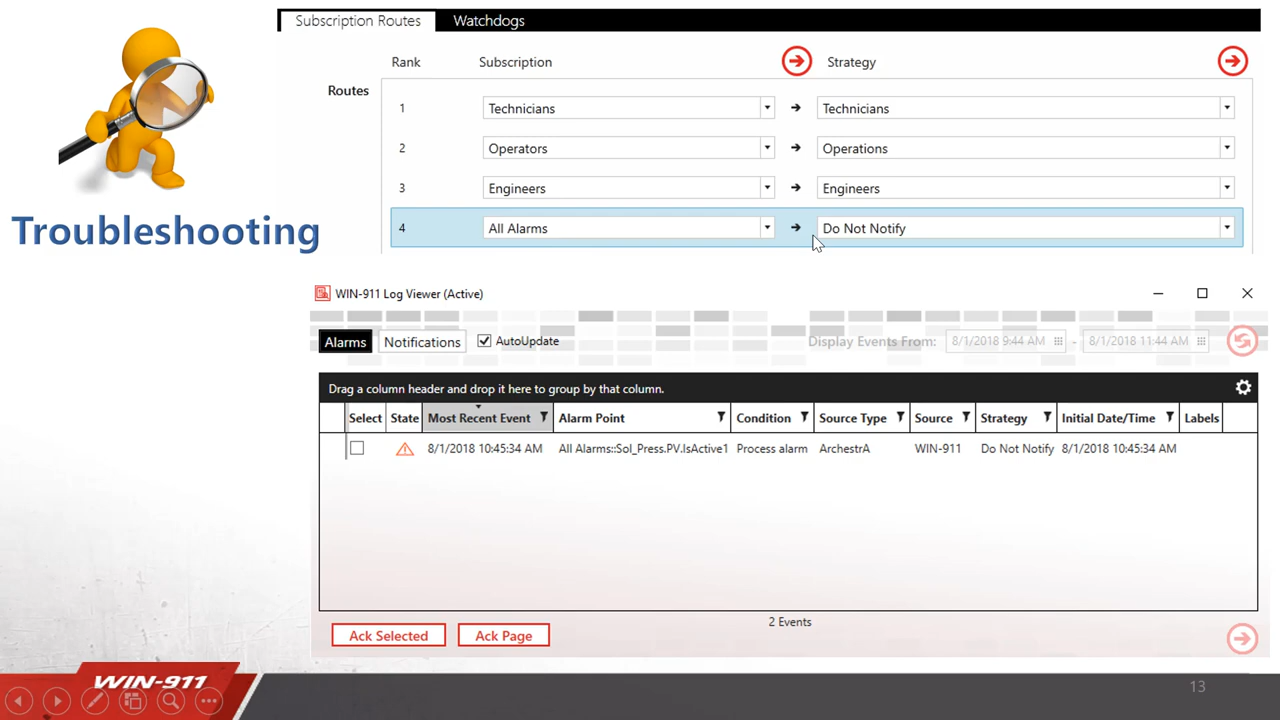 Subscription Routes Watchdogs
Rank Subscription Strategy
Routes
1 Technicians Technicians
2 Operators Operations
3 Engineers Engineers
4 All Alarms Do Not Notify
Troubleshooting
WIN-911 Log Viewer (Active)
Alarms Notifications AutoUpdate Display Events From: 8/1/2018 9:44 AM - 8/1/2018 11:44 AM
Drag a column header and drop it here to group by that column.
Select State Most Recent Event Alarm Point Condition Source Type Source Strategy Initial Date/Time Labels
8/1/2018 10:45:34 AM All Alarms::Sol_Press.PV.IsActive1 Process alarm ArchestrA WIN-911 Do Not Notify 8/1/2018 10:45:34 AM
2 Events
Ack Selected Ack Page
WIN-911
13